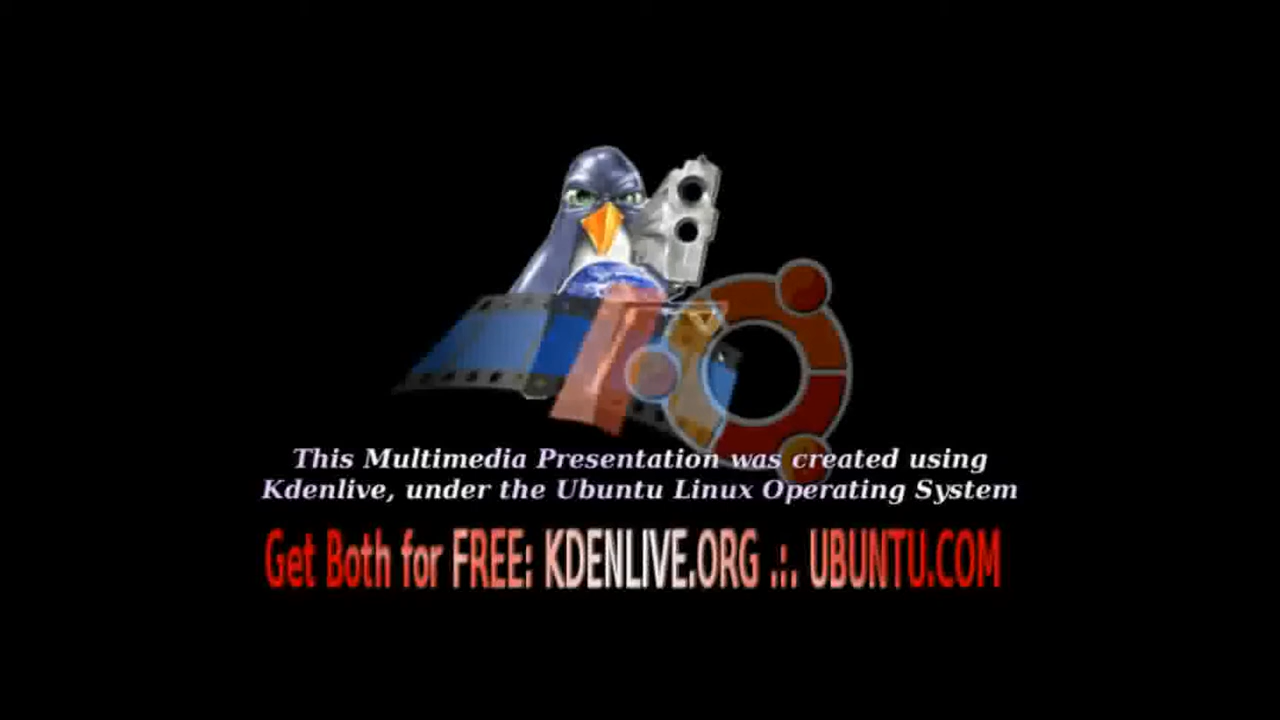 This Multimedia Presentation was created using
Kdenlive, under the Ubuntu Linux Operating System
Get Both for FREE: KDENLIVE.ORG .:. UBUNTU.COM